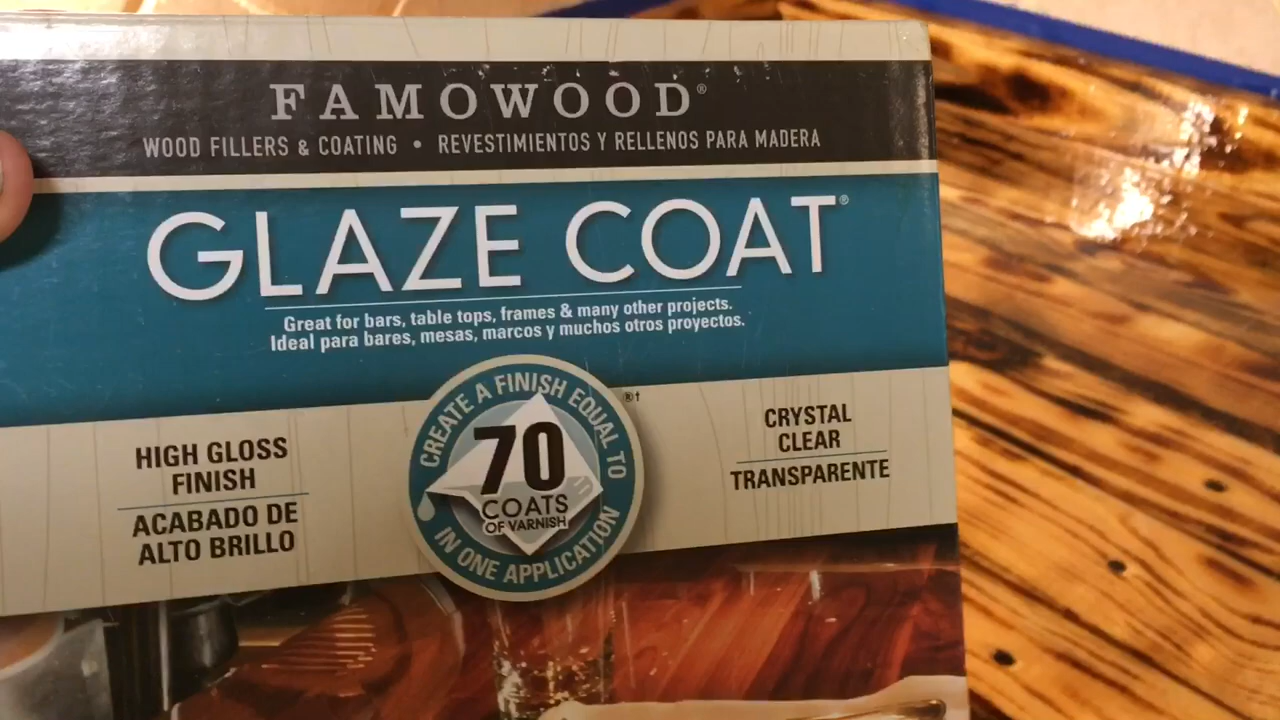 FAMOWOOD®
WOOD FILLERS & COATING • REVESTIMIENTOS Y RELLENOS PARA MADERA
GLAZE COAT®
Great for bars, table tops, frames & many other projects.
Ideal para bares, mesas, marcos y muchos otros proyectos.
HIGH GLOSS
FINISH
ACABADO DE
ALTO BRILLO
CREATE A FINISH EQUAL TO
70
COATS
OF VARNISH
IN ONE APPLICATION
®†
CRYSTAL
CLEAR
TRANSPARENTE